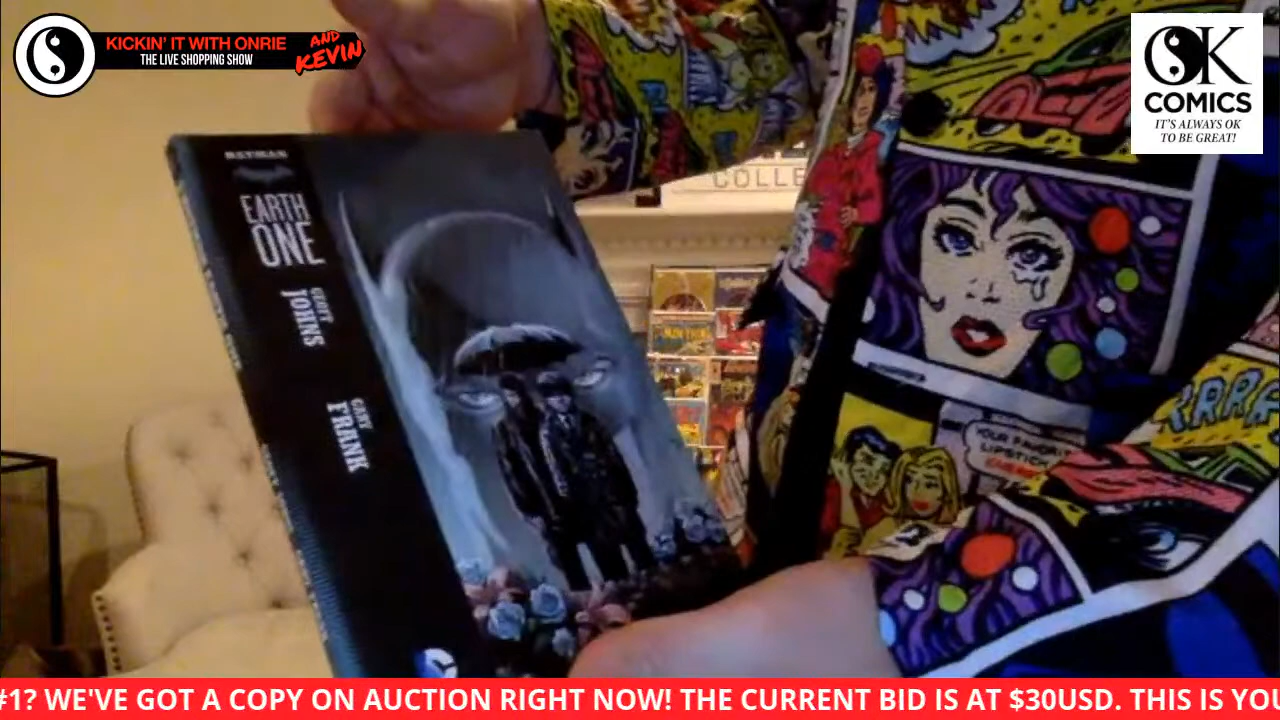 KICKIN' IT WITH ONRIE
AND
KEVIN
THE LIVE SHOPPING SHOW
OK
COMICS
IT'S ALWAYS OK
TO BE GREAT!
COLLE
BATMAN
EARTH
ONE
GEOFF
JOHNS
GARY
FRANK
YOUR FAVORITE
LIPSTICK
RRRR
#1? WE'VE GOT A COPY ON AUCTION RIGHT NOW! THE CURRENT BID IS AT $30USD. THIS IS YOU